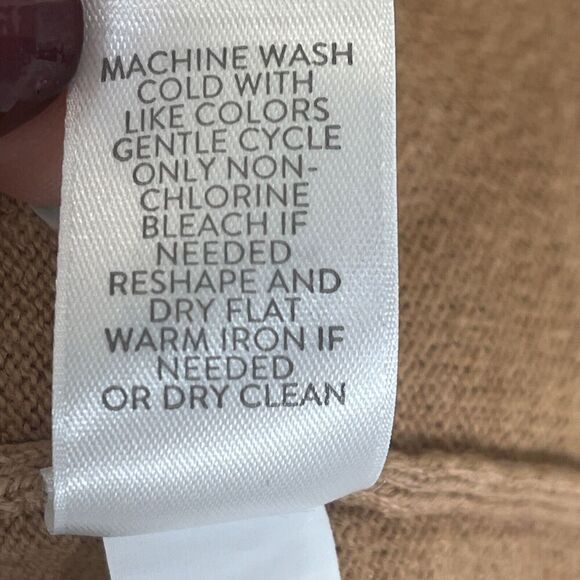 MACHINE WASH
COLD WITH
LIKE COLORS
GENTLE CYCLE
ONLY NON-
CHLORINE
BLEACH IF
NEEDED
RESHAPE AND
DRY FLAT
WARM IRON IF
NEEDED
OR DRY CLEAN